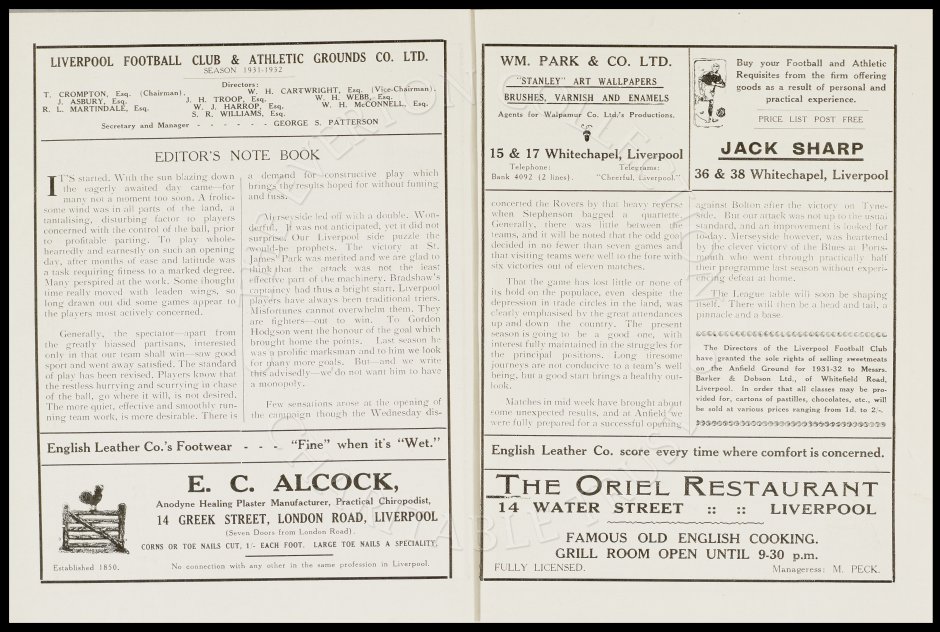 LIVERPOOL FOOTBALL CLUB & ATHLETIC GROUNDS CO. LTD.
SEASON 1931-1932
Directors:
T. CROMPTON, Esq. (Chairman). W. H. CARTWRIGHT, Esq. (Vice-Chairman).
J. ASBURY, Esq. J. H. TROOP, Esq. W. H. WEBB, Esq.
R. L. MARTINDALE, Esq. W. J. HARROP, Esq. W. H. McCONNELL, Esq.
S. R. WILLIAMS, Esq.
Secretary and Manager - - - - - - GEORGE S. PATTERSON
EDITOR'S NOTE BOOK
IT'S started. With the sun blazing down
the eagerly awaited day came—for
many not a moment too soon. A frolic-
some wind was in all parts of the land, a
tantalising, disturbing factor to players
concerned with the control of the ball, prior
to profitable parting. To play whole-
heartedly and earnestly on such an opening
day, after months of ease and latitude was
a task requiring fitness to a marked degree.
Many perspired at the work. Some thought
time really moved with leaden wings, so
long drawn out did some games appear to
the players most actively concerned.
Generally, the spectator—apart from
the greatly biassed partisans, interested
only in that our team shall win—saw good
sport and went away satisfied. The standard
of play has been revised. Players know that
the restless hurrying and scurrying in chase
of the ball, go where it will, is not desired.
The more quiet, effective and smoothly run-
ning team work, is more desirable. There is
a demand for constructive play which
brings the results hoped for without fuming
and fuss.
Merseyside led off with a double. Won-
derful. It was not anticipated, yet it did not
surprise. Our Liverpool side puzzle the
would-be prophets. The victory at St.
James' Park was merited and we are glad to
think that the attack was not the least
effective part of the machinery. Bradshaw's
captaincy had thus a bright start. Liverpool
players have always been traditional triers.
Misfortunes cannot overwhelm them. They
are fighters—out to win. To Gordon
Hodgson went the honour of the goal which
brought home the points. Last season he
was a prolific marksman and to him we look
for many more goals. But—and we write
this advisedly—we do not want him to have
a monopoly.
Few sensations arose at the opening of
the campaign though the Wednesday dis-
English Leather Co.'s Footwear - - - "Fine" when it's "Wet."
E. C. ALCOCK,
Anodyne Healing Plaster Manufacturer, Practical Chiropodist,
14 GREEK STREET, LONDON ROAD, LIVERPOOL
(Seven Doors from London Road).
CORNS OR TOE NAILS CUT, 1/- EACH FOOT. LARGE TOE NAILS A SPECIALITY.
Established 1850. No connection with any other in the same profession in Liverpool.
WM. PARK & CO. LTD.
"STANLEY" ART WALLPAPERS
BRUSHES, VARNISH AND ENAMELS
Agents for Walpamur Co. Ltd.'s Productions.
15 & 17 Whitechapel, Liverpool
Telephone: Telegrams:
Bank 4092 (2 lines). "Cheerful, Liverpool."
Buy your Football and Athletic
Requisites from the firm offering
goods as a result of personal and
practical experience.
PRICE LIST POST FREE
JACK SHARP
36 & 38 Whitechapel, Liverpool
concerted the Rovers by that heavy reverse
when Stephenson bagged a quartette.
Generally, there was little between the
teams, and it will be noted that the odd goal
decided in no fewer than seven games and
that visiting teams were well to the fore with
six victories out of eleven matches.
That the game has lost little or none of
its hold on the populace, even despite the
depression in trade circles in the land, was
clearly emphasised by the great attendances
up and down the country. The present
season is going to be a good one, with
interest fully maintained in the struggles for
the principal positions. Long tiresome
journeys are not conducive to a team's well
being, but a good start brings a healthy out-
look.
Matches in mid week have brought about
some unexpected results, and at Anfield we
were fully prepared for a successful opening
against Bolton after the victory on Tyne-
side. But our attack was not up to the usual
standard, and an improvement is looked for
to-day. Merseyside however, was heartened
by the clever victory of the Blues at Ports-
mouth who went through practically half
their programme last season without experi-
encing defeat at home.
The League table will soon be shaping
itself. There will then be a head and tail, a
pinnacle and a base.
The Directors of the Liverpool Football Club
have granted the sole rights of selling sweetmeats
on the Anfield Ground for 1931-32 to Messrs.
Barker & Dobson Ltd., of Whitefield Road,
Liverpool. In order that all classes may be pro-
vided for, cartons of pastilles, chocolates, etc., will
be sold at various prices ranging from 1d. to 2/-.
English Leather Co. score every time where comfort is concerned.
THE ORIEL RESTAURANT
14 WATER STREET :: :: LIVERPOOL
FAMOUS OLD ENGLISH COOKING.
GRILL ROOM OPEN UNTIL 9-30 p.m.
FULLY LICENSED. Manageress: M. PECK.